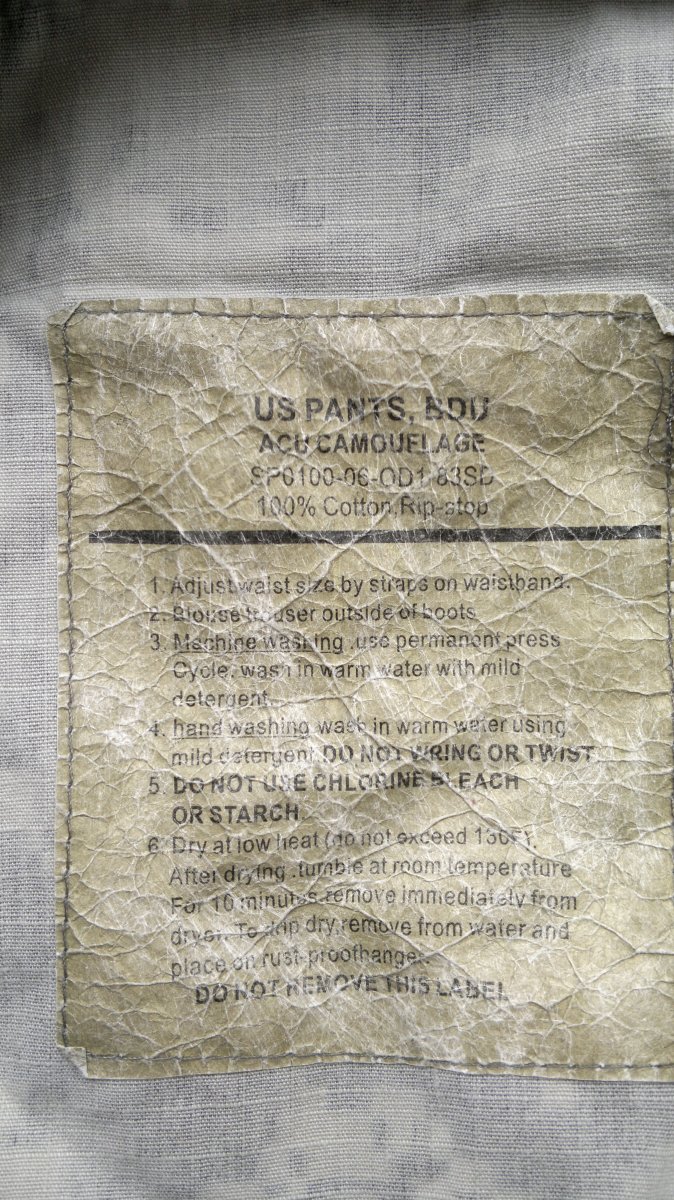 US PANTS, BDU
ACU CAMOUFLAGE
SP0100-06-OD1-83SD
100% Cotton,Rip-stop
1. Adjust waist size by straps on waistband.
2. Blouse trouser outside of boots
3. Machine washing .use permanent press
Cycle. wash in warm water with mild
detergent.
4. hand washing wash in warm water using
mild detergent DO NOT WRING OR TWIST
5. DO NOT USE CHLORINE BLEACH
OR STARCH.
6. Dry at low heat (do not exceed 130F).
After drying .tumble at room temperature
For 10 minutes.remove immediately from
dryer. To drip dry,remove from water and
place on rust-proofhanger.
DO NOT REMOVE THIS LABEL